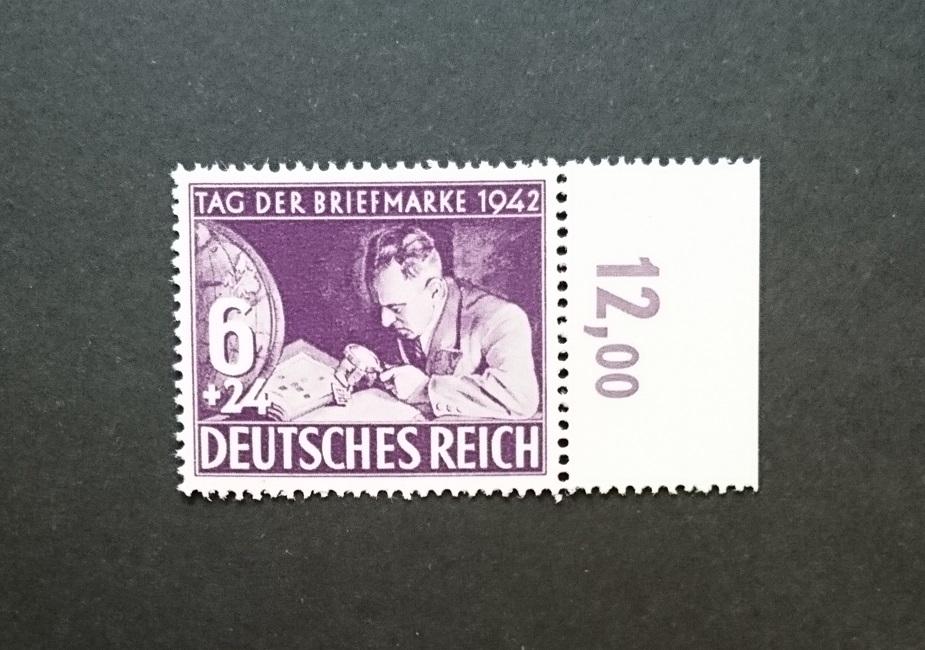 TAG DER BRIEFMARKE 1942
6
+24
DEUTSCHES REICH
12,00